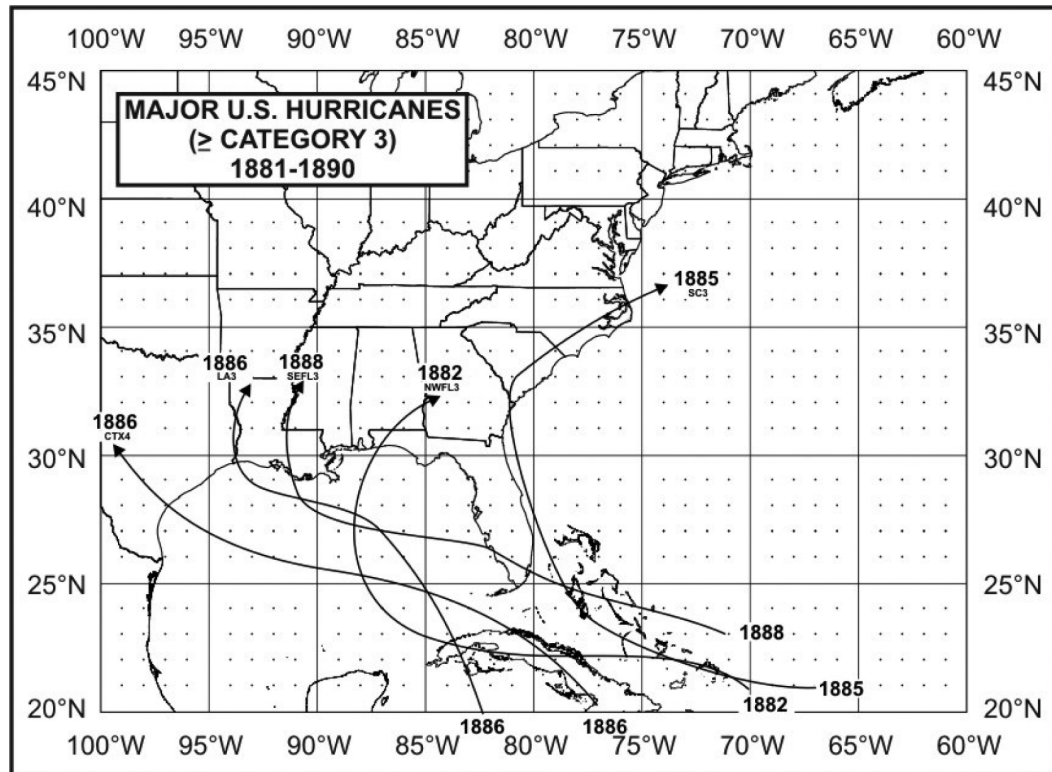 100°W 95°W 90°W 85°W 80°W 75°W 70°W 65°W 60°W
45°N 45°N
MAJOR U.S. HURRICANES
(≥ CATEGORY 3)
1881-1890
40°N 40°N
1885
SC3
35°N 35°N
1886
LA3
1888
SEFL3
1882
NWFL3
1886
CTX4
30°N 30°N
25°N 25°N
1888
1885
1882
20°N 20°N
1886 1886
100°W 95°W 90°W 85°W 80°W 75°W 70°W 65°W 60°W